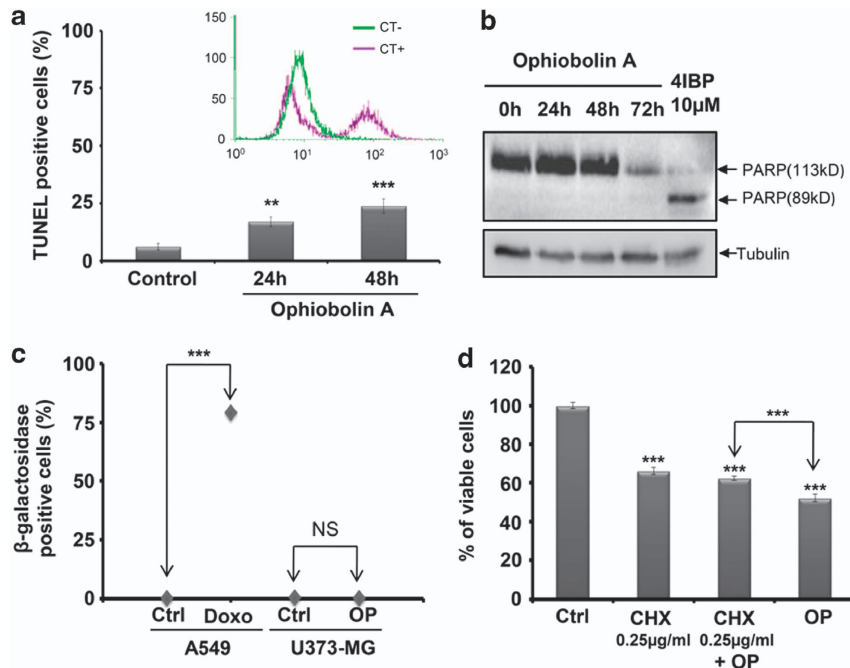 a
TUNEL positive cells (%)
100
75
50
25
0
150
100
50
0
10⁰ 10¹ 10² 10³
CT-
CT+
** ***
Control 24h 48h
Ophiobolin A
b
Ophiobolin A 4IBP
0h 24h 48h 72h 10µM
PARP(113kD)
PARP(89kD)
Tubulin
c
β-galactosidase
positive cells (%)
100
75
50
25
0
***
NS
Ctrl Doxo Ctrl OP
A549 U373-MG
d
% of viable cells
120
100
80
60
40
20
0
***
*** *** ***
Ctrl CHX CHX OP
0.25µg/ml 0.25µg/ml
+ OP